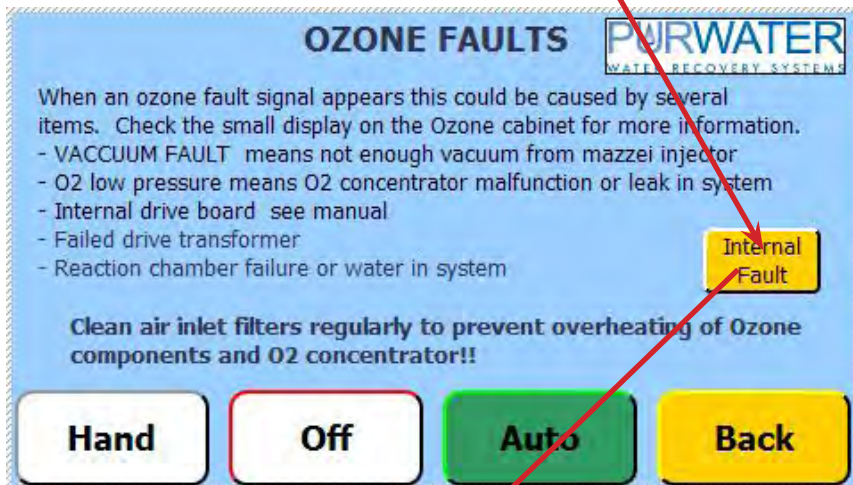 OZONE FAULTS
PURWATER
WATER RECOVERY SYSTEMS
When an ozone fault signal appears this could be caused by several
items. Check the small display on the Ozone cabinet for more information.
- VACCUUM FAULT means not enough vacuum from mazzei injector
- O2 low pressure means O2 concentrator malfunction or leak in system
- Internal drive board see manual
- Failed drive transformer
- Reaction chamber failure or water in system
Internal
Fault
Clean air inlet filters regularly to prevent overheating of Ozone
components and O2 concentrator!!
Hand
Off
Auto
Back